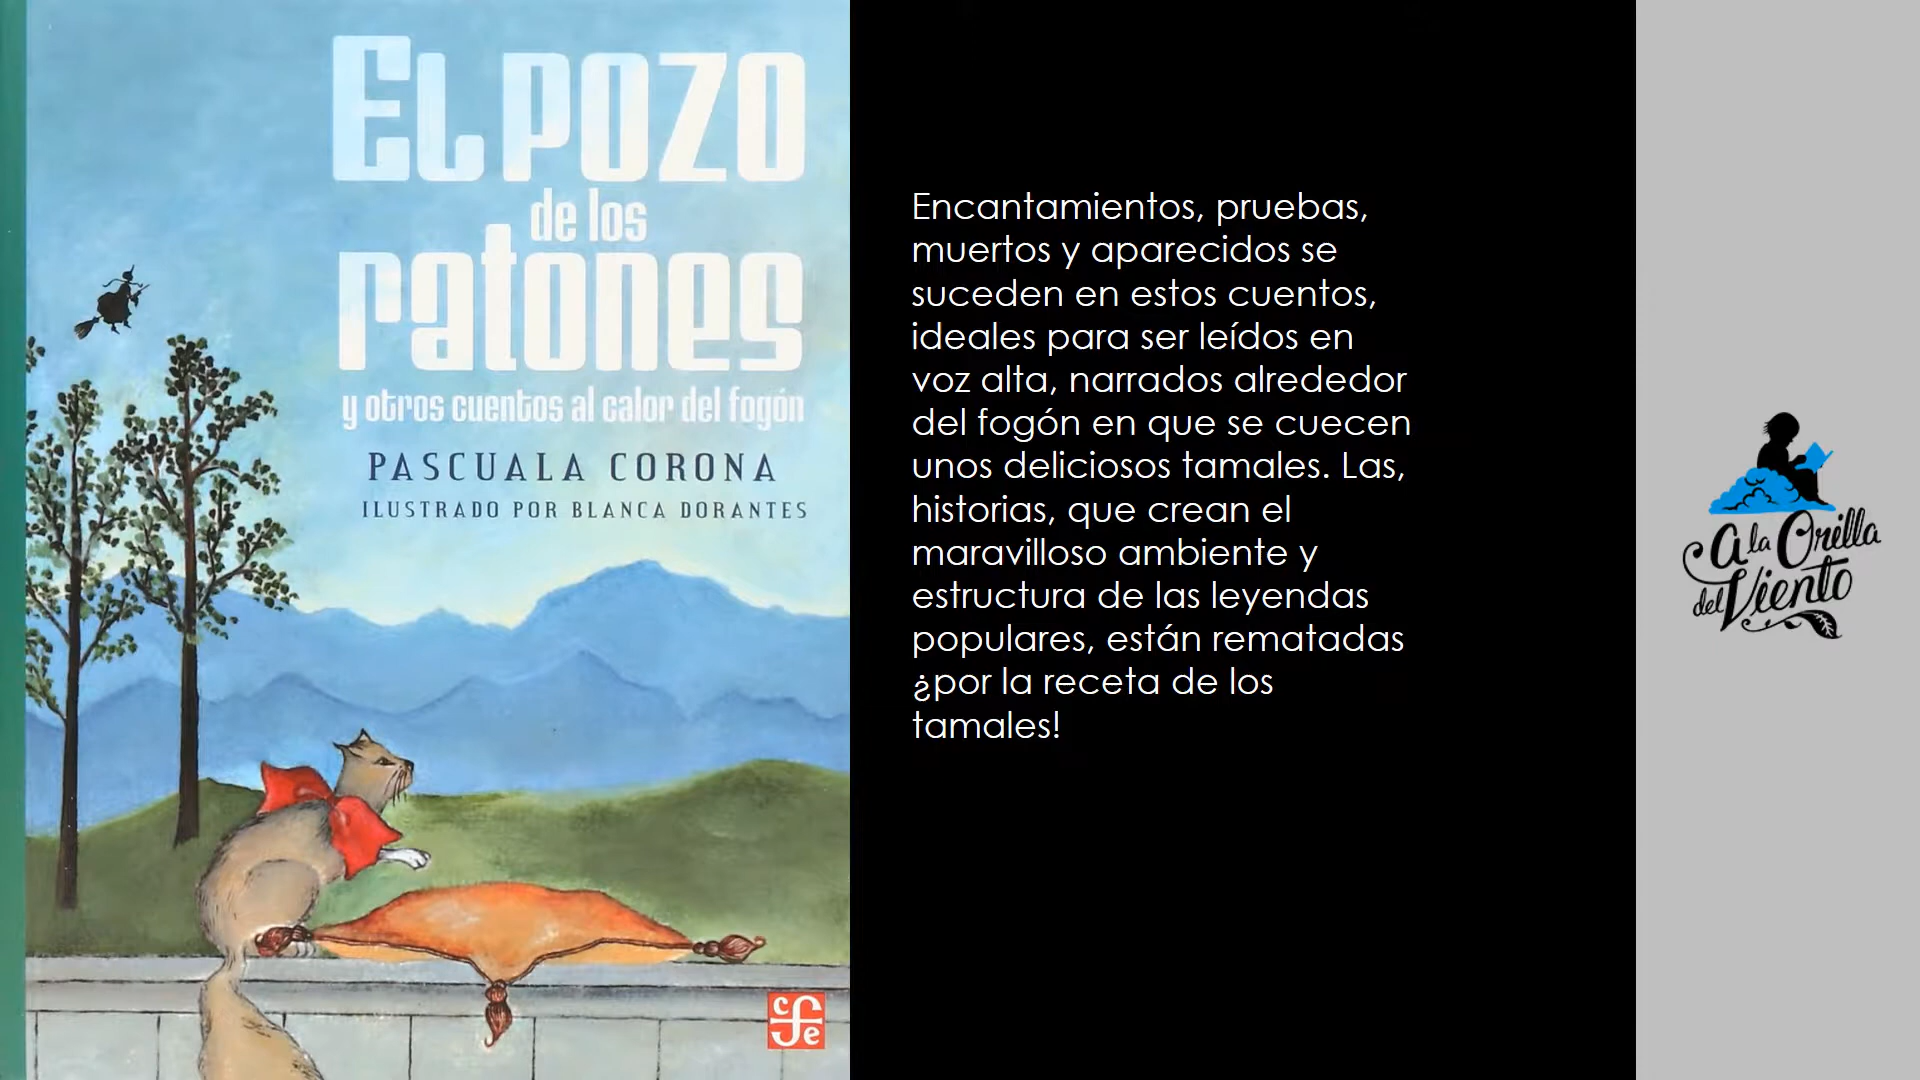 El pozo
de los
ratones
y otros cuentos al calor del fogón
PASCUALA CORONA
ILUSTRADO POR BLANCA DORANTES
cfe
Encantamientos, pruebas,
muertos y aparecidos se
suceden en estos cuentos,
ideales para ser leídos en
voz alta, narrados alrededor
del fogón en que se cuecen
unos deliciosos tamales. Las,
historias, que crean el
maravilloso ambiente y
estructura de las leyendas
populares, están rematadas
¿por la receta de los
tamales!
A la Orilla
del Viento